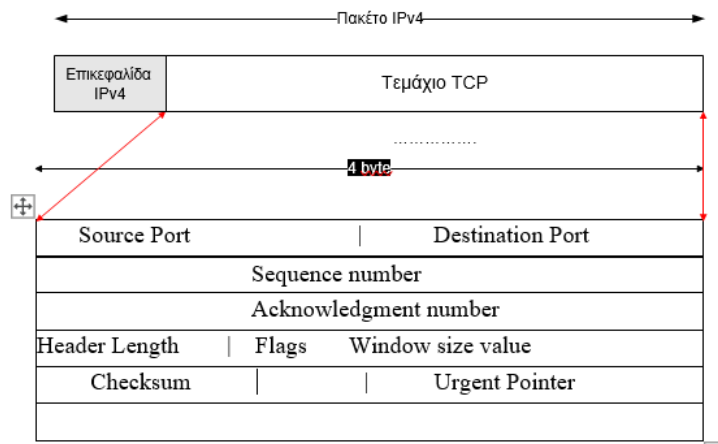 Πακέτο IPv4
Επικεφαλίδα
IPv4
Τεμάχιο TCP
................
4 byte
Source Port | Destination Port
Sequence number
Acknowledgment number
Header Length | Flags Window size value
Checksum | | Urgent Pointer